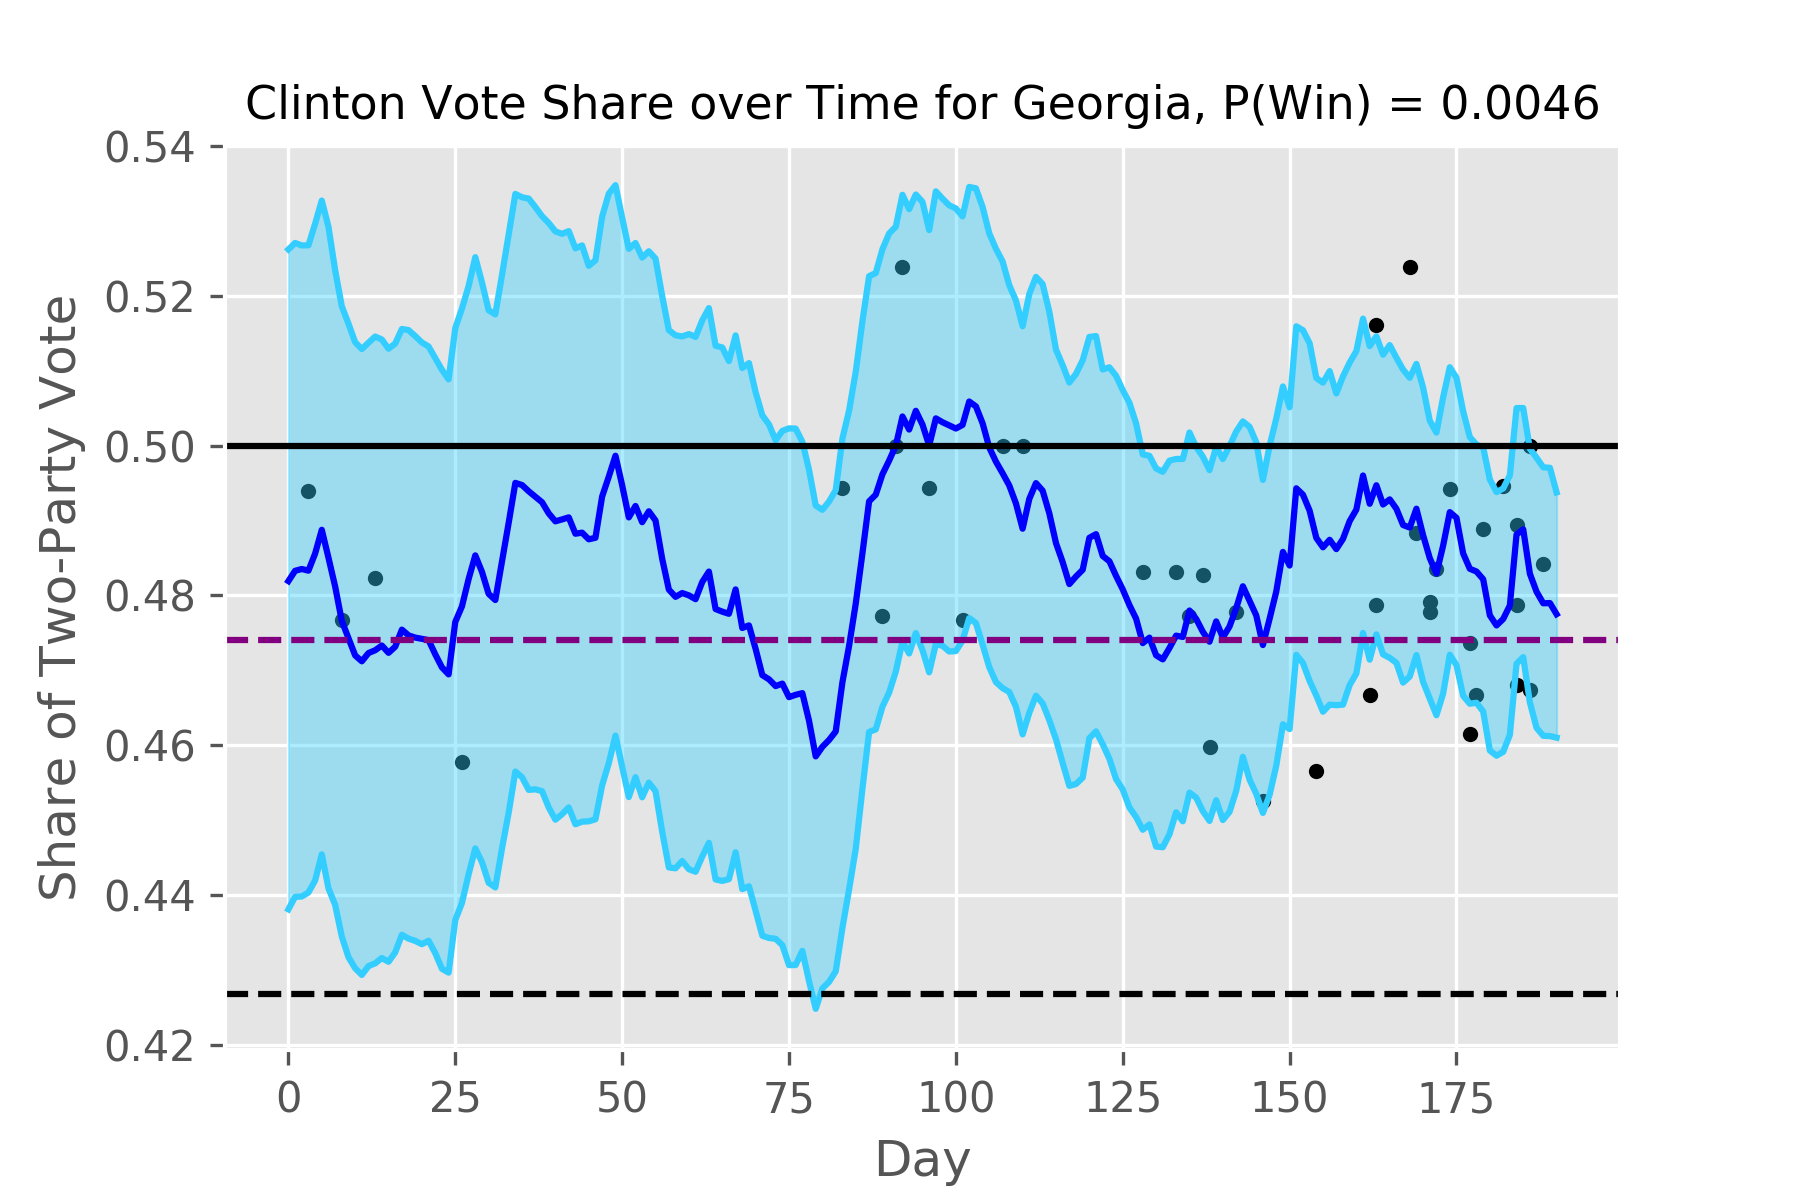 Clinton Vote Share over Time for Georgia, P(Win) = 0.0046
Share of Two-Party Vote
0.54
0.52
0.50
0.48
0.46
0.44
0.42
0 25 50 75 100 125 150 175
Day